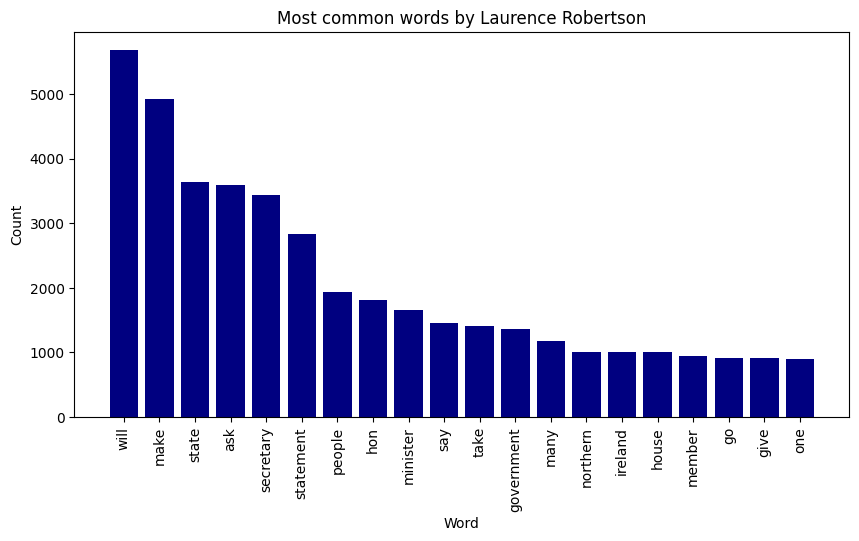 Most common words by Laurence Robertson
Count
5000
4000
3000
2000
1000
0
will
make
state
ask
secretary
statement
people
hon
minister
say
take
government
many
northern
ireland
house
member
go
give
one
Word